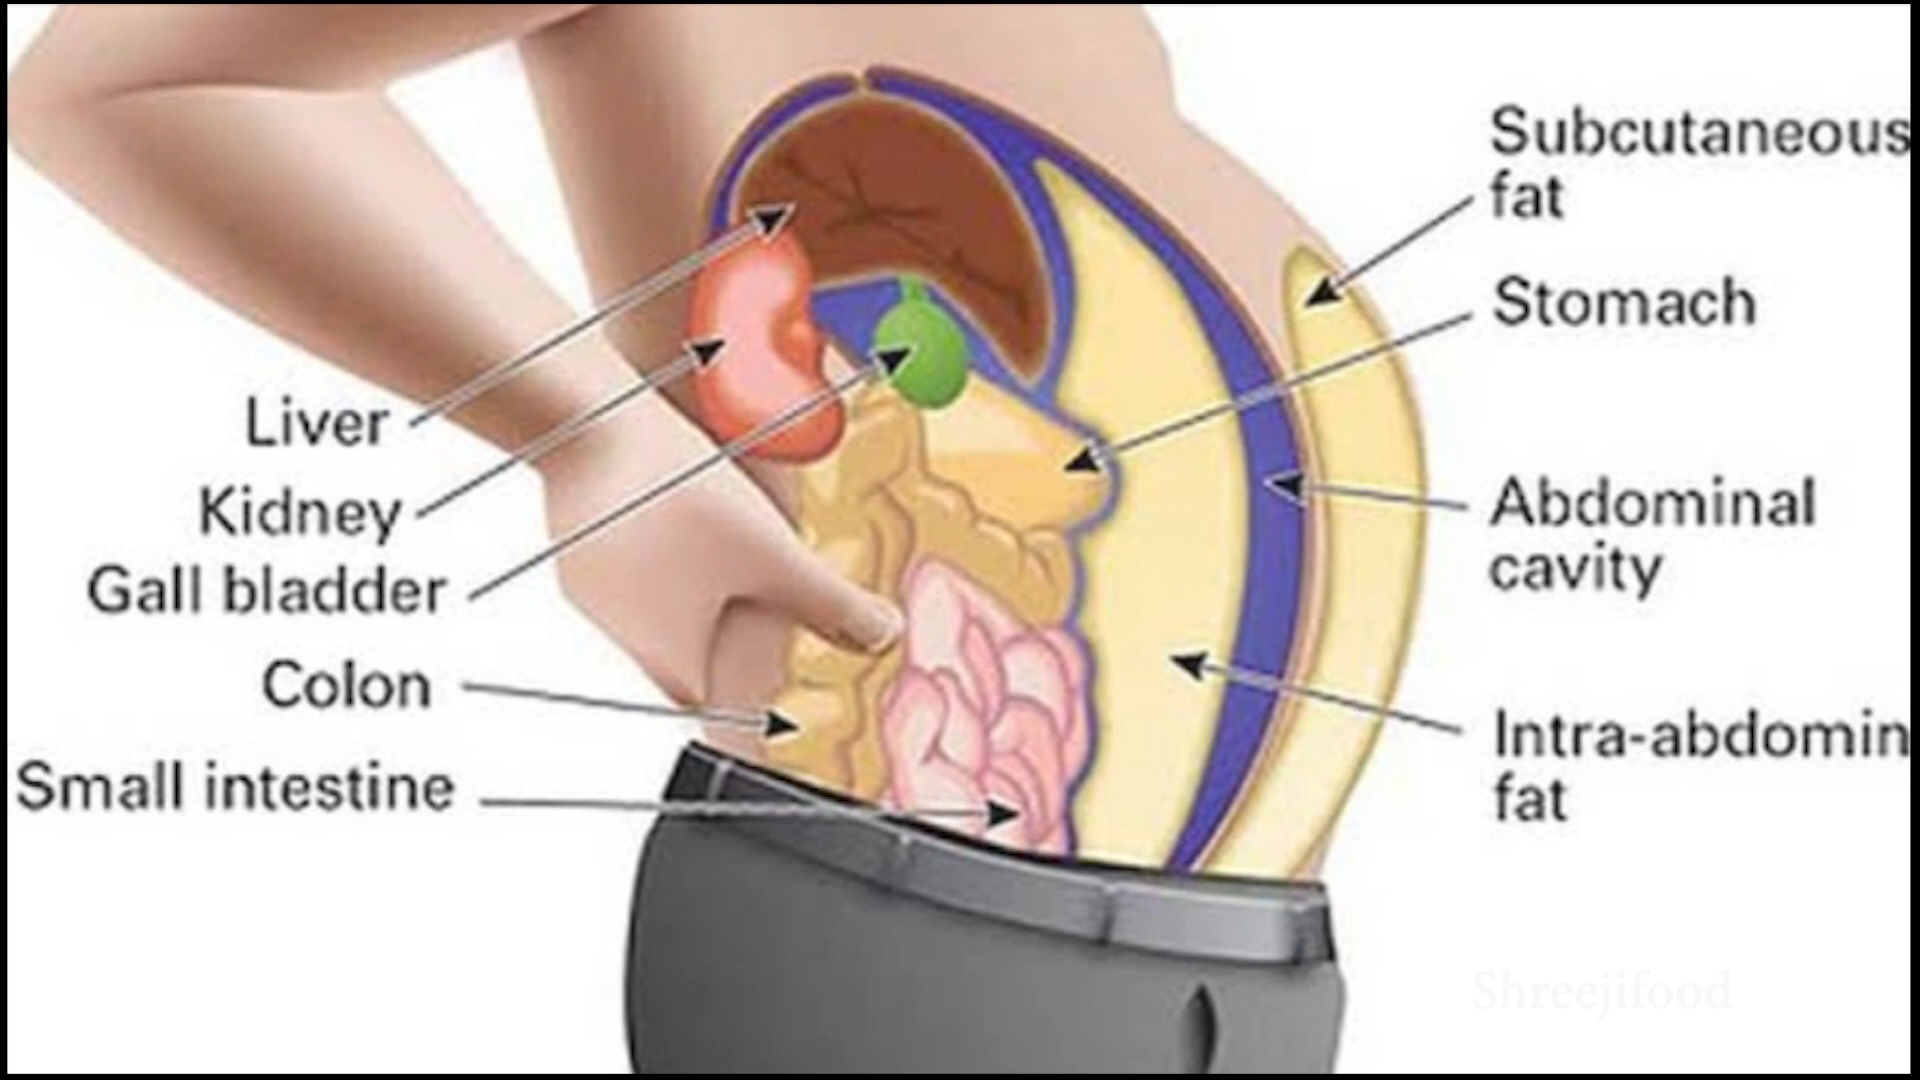 Subcutaneous
fat
Stomach
Liver
Kidney
Gall bladder
Colon
Small intestine
Abdominal
cavity
Intra-abdomin
fat
Shreejifood